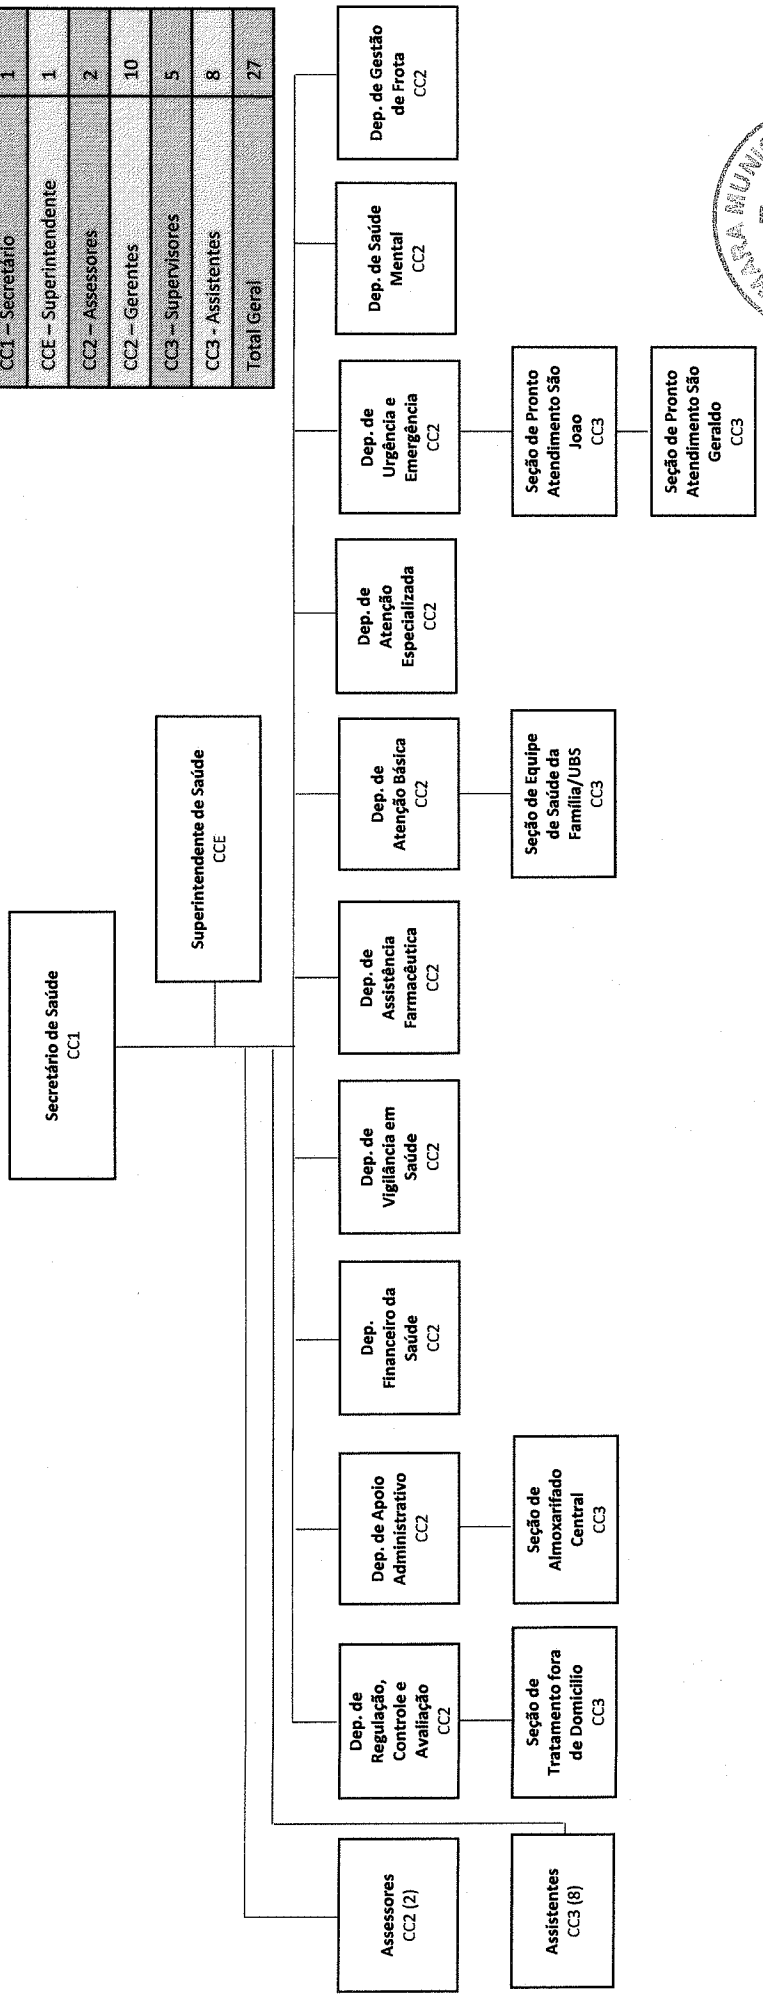 CC1 – Secretário 1
CCE – Superintendente 1
CC2 – Assessores 2
CC2 – Gerentes 10
CC3 – Supervisores 5
CC3 - Assistentes 8
Total Geral 27
Secretário de Saúde
CC1
Superintendente de Saúde
CCE
Assessores
CC2 (2)
Assistentes
CC3 (8)
Dep. de
Regulação,
Controle e
Avaliação
CC2
Seção de
Tratamento fora
de Domicilio
CC3
Dep. de Apoio
Administrativo
CC2
Seção de
Almoxarifado
Central
CC3
Dep.
Financeiro da
Saúde
CC2
Dep. de
Vigilância em
Saúde
CC2
Dep. de
Assistência
Farmacêutica
CC2
Dep. de
Atenção Básica
CC2
Seção de Equipe
de Saúde da
Família/UBS
CC3
Dep. de
Atenção
Especializada
CC2
Dep. de
Urgência e
Emergência
CC2
Seção de Pronto
Atendimento São
Joao
CC3
Seção de Pronto
Atendimento São
Geraldo
CC3
Dep. de Saúde
Mental
CC2
Dep. de Gestão
de Frota
CC2